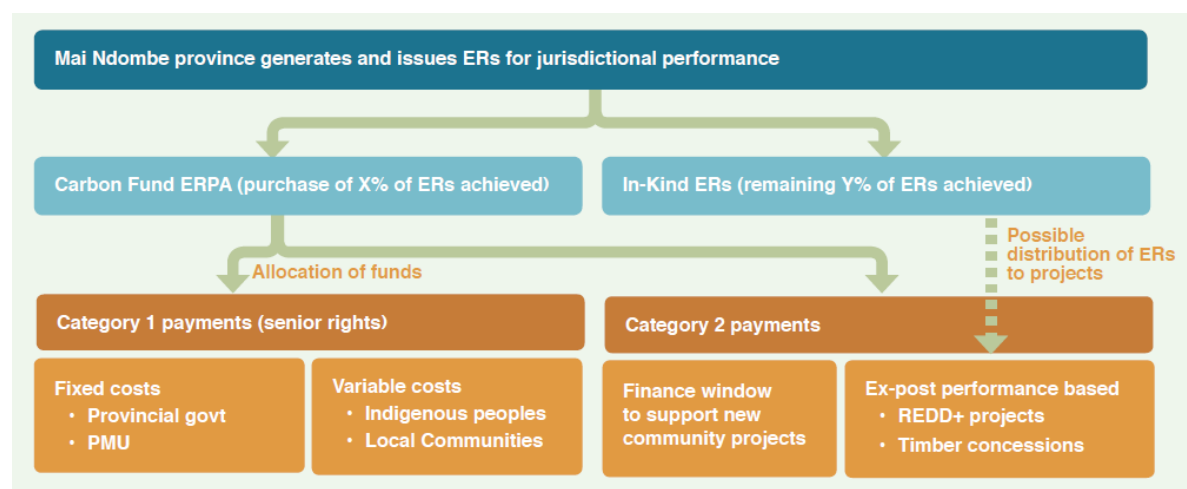 Mai Ndombe province generates and issues ERs for jurisdictional performance
Carbon Fund ERPA (purchase of X% of ERs achieved)
In-Kind ERs (remaining Y% of ERs achieved)
Possible
distribution of ERs
to projects
Allocation of funds
Category 1 payments (senior rights)
Category 2 payments
Fixed costs
• Provincial govt
• PMU
Variable costs
• Indigenous peoples
• Local Communities
Finance window
to support new
community projects
Ex-post performance based
• REDD+ projects
• Timber concessions